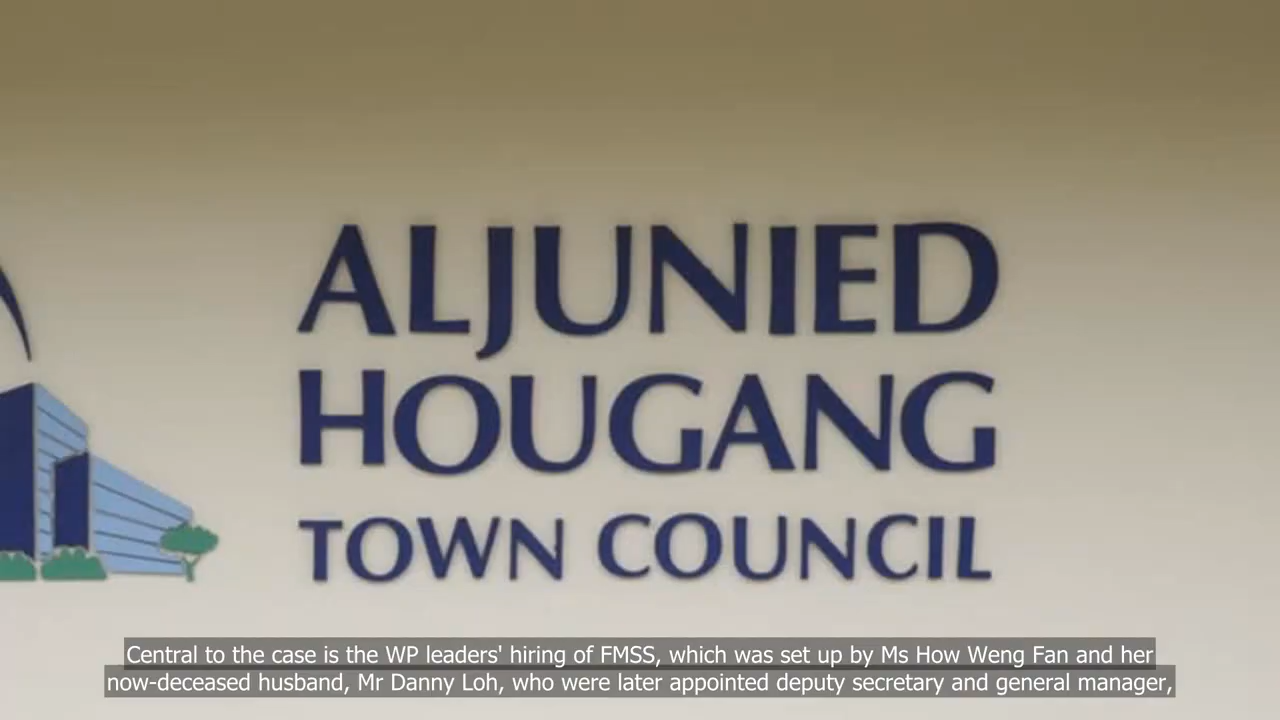 ALJUNIED
HOUGANG
TOWN COUNCIL
Central to the case is the WP leaders' hiring of FMSS, which was set up by Ms How Weng Fan and her
now-deceased husband, Mr Danny Loh, who were later appointed deputy secretary and general manager,